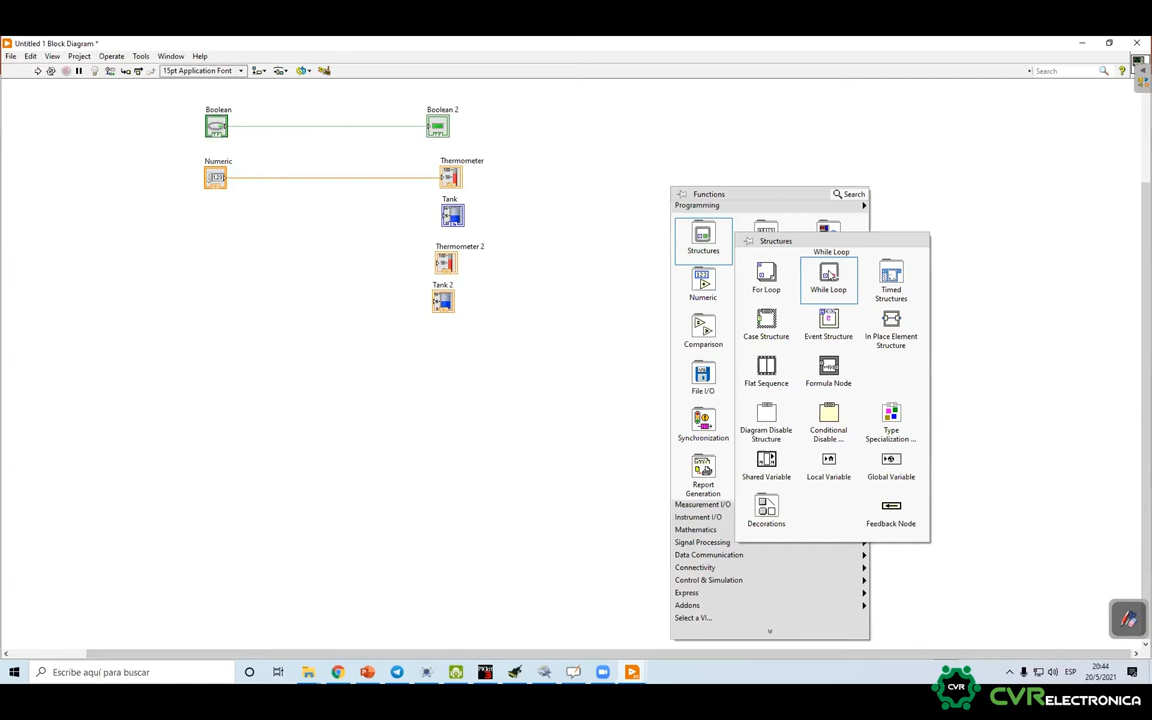 Untitled 1 Block Diagram *
File Edit View Project Operate Tools Window Help
15pt Application Font
Search
Boolean
Boolean 2
Numeric
Thermometer
Tank
Thermometer 2
Tank 2
Functions
Search
Programming
Structures
Numeric
Comparison
File I/O
Synchronization
Report
Generation
Measurement I/O
Instrument I/O
Mathematics
Signal Processing
Data Communication
Connectivity
Control & Simulation
Express
Addons
Select a VI...
Structures
While Loop
For Loop
While Loop
Timed
Structures
Case Structure
Event Structure
In Place Element
Structure
Flat Sequence
Formula Node
Diagram Disable
Structure
Conditional
Disable ...
Type
Specialization ...
Shared Variable
Local Variable
Global Variable
Decorations
Feedback Node
Escribe aquí para buscar
ESP
20:44
20/5/2021
CVR
CVRELECTRONICA